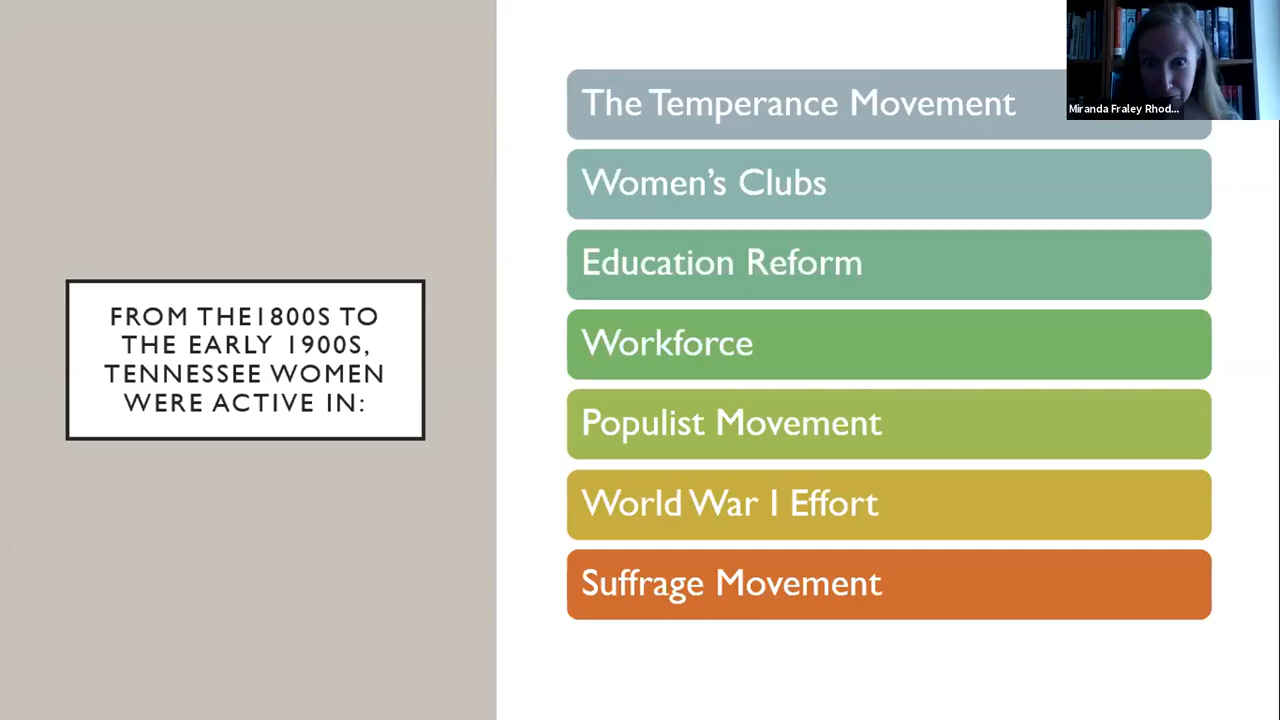 FROM THE1800S TO
THE EARLY 1900S,
TENNESSEE WOMEN
WERE ACTIVE IN:
The Temperance Movement
Women's Clubs
Education Reform
Workforce
Populist Movement
World War I Effort
Suffrage Movement
Miranda Fraley Rhod...